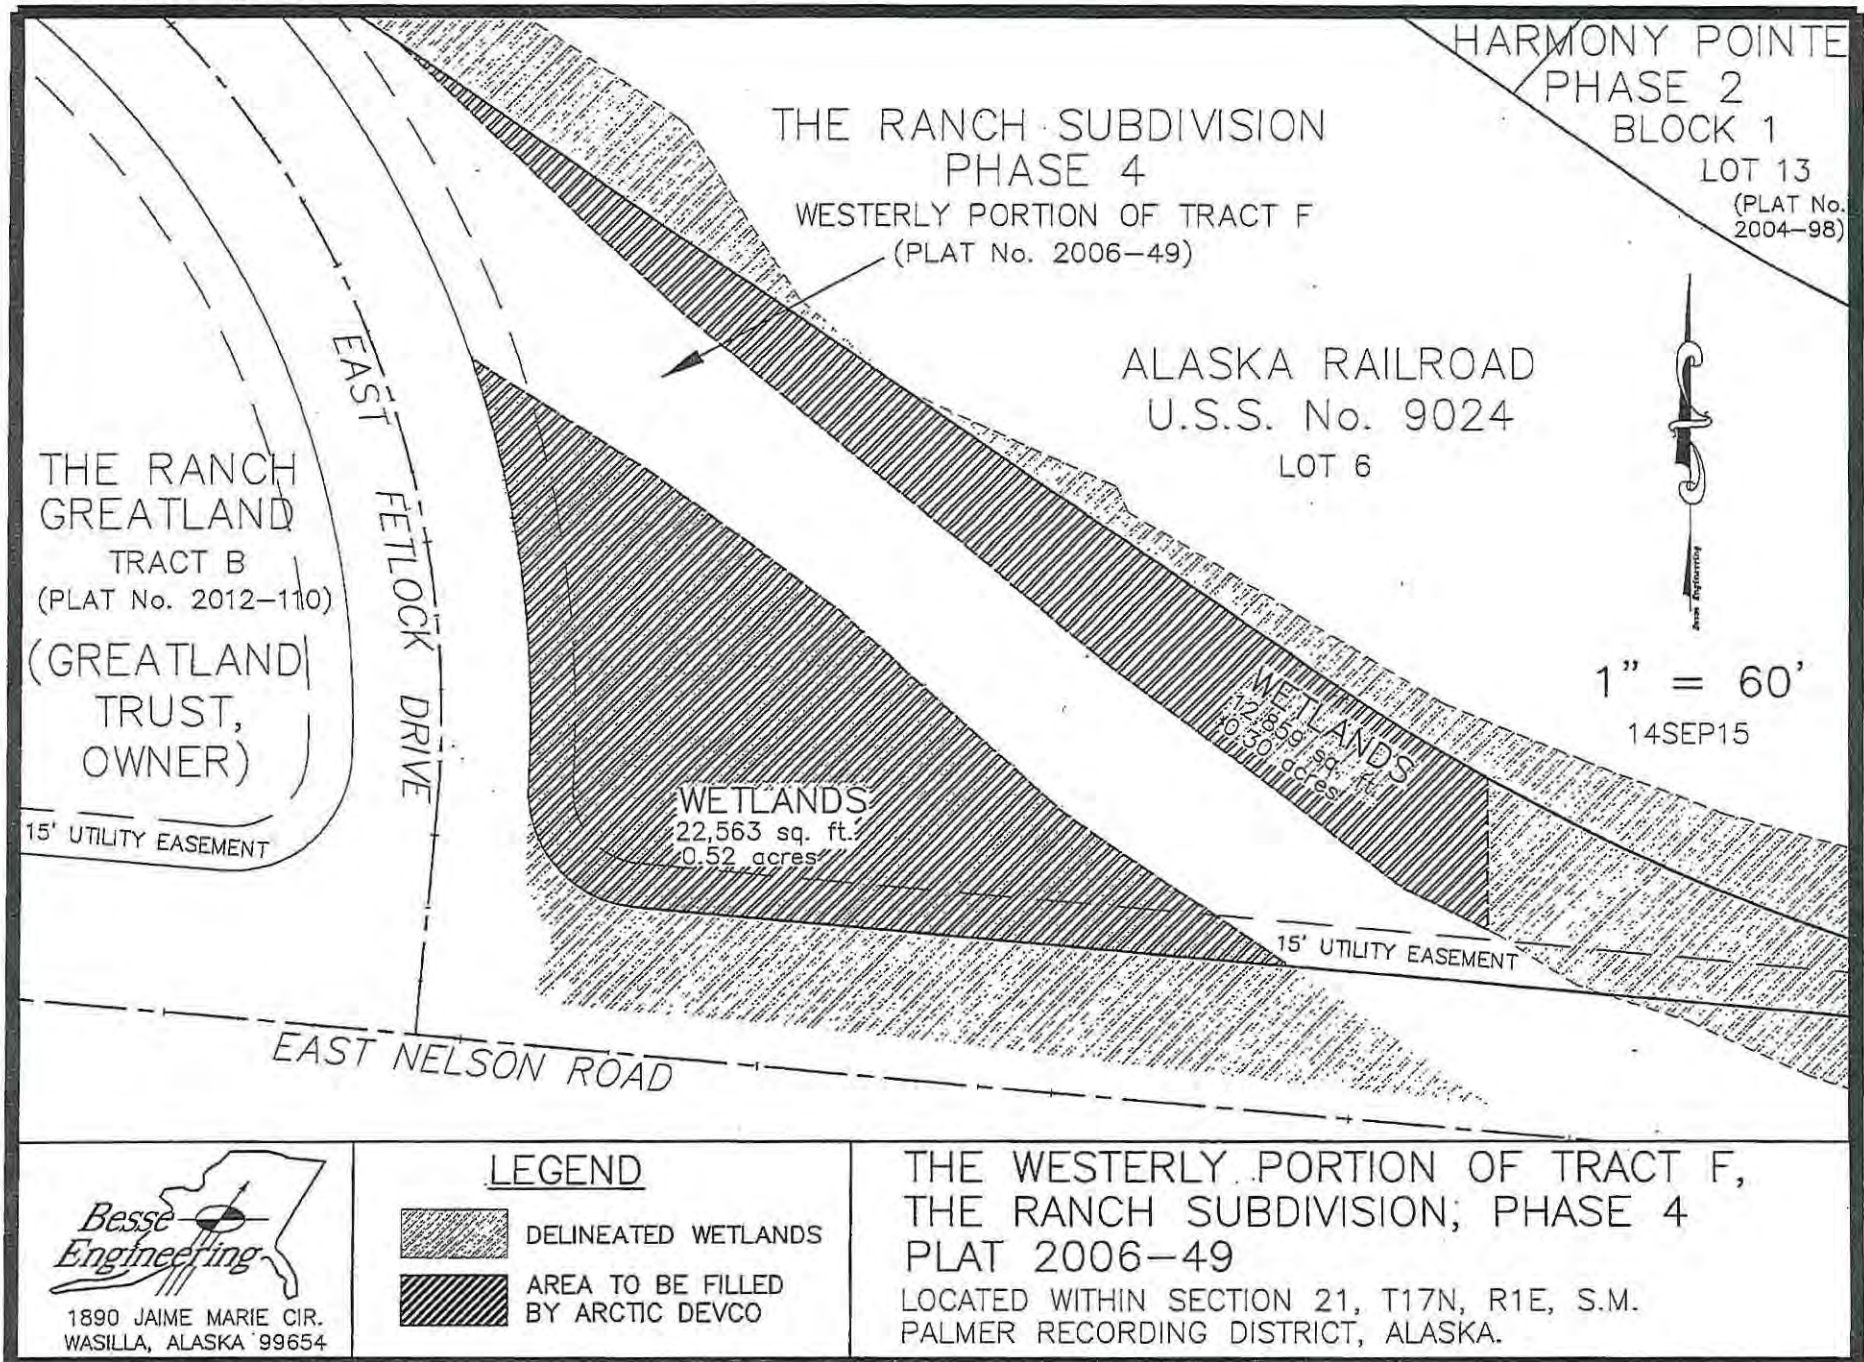 HARMONY POINTE
PHASE 2
BLOCK 1
LOT 13
(PLAT No.
2004-98)
THE RANCH SUBDIVISION
PHASE 4
WESTERLY PORTION OF TRACT F
(PLAT No. 2006-49)
ALASKA RAILROAD
U.S.S. No. 9024
LOT 6
EAST FETLOCK DRIVE
THE RANCH
GREATLAND
TRACT B
(PLAT No. 2012-110)
(GREATLAND
TRUST,
OWNER)
15' UTILITY EASEMENT
Besse Engineering
1" = 60'
14SEP15
WETLANDS
12,859 sq. ft.
0.30 acres
WETLANDS
22,563 sq. ft.
0.52 acres
15' UTILITY EASEMENT
EAST NELSON ROAD
Besse
Engineering
1890 JAIME MARIE CIR.
WASILLA, ALASKA 99654
LEGEND
DELINEATED WETLANDS
AREA TO BE FILLED
BY ARCTIC DEVCO
THE WESTERLY PORTION OF TRACT F,
THE RANCH SUBDIVISION; PHASE 4
PLAT 2006-49
LOCATED WITHIN SECTION 21, T17N, R1E, S.M.
PALMER RECORDING DISTRICT, ALASKA.